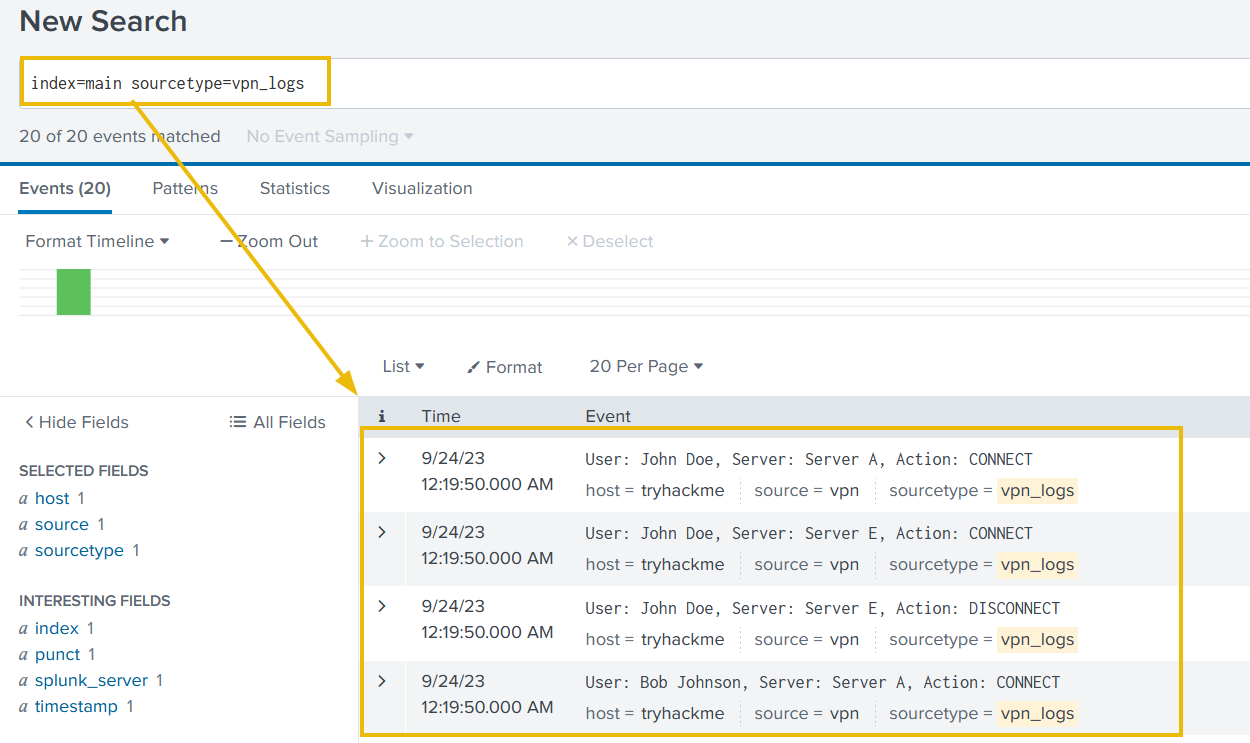 New Search
index=main sourcetype=vpn_logs
20 of 20 events matched No Event Sampling
Events (20) Patterns Statistics Visualization
Format Timeline — Zoom Out + Zoom to Selection × Deselect
List Format 20 Per Page
< Hide Fields All Fields
i Time Event
SELECTED FIELDS
a host 1
a source 1
a sourcetype 1
INTERESTING FIELDS
a index 1
a punct 1
a splunk_server 1
a timestamp 1
> 9/24/23 User: John Doe, Server: Server A, Action: CONNECT
12:19:50.000 AM host = tryhackme source = vpn sourcetype = vpn_logs
> 9/24/23 User: John Doe, Server: Server E, Action: CONNECT
12:19:50.000 AM host = tryhackme source = vpn sourcetype = vpn_logs
> 9/24/23 User: John Doe, Server: Server E, Action: DISCONNECT
12:19:50.000 AM host = tryhackme source = vpn sourcetype = vpn_logs
> 9/24/23 User: Bob Johnson, Server: Server A, Action: CONNECT
12:19:50.000 AM host = tryhackme source = vpn sourcetype = vpn_logs